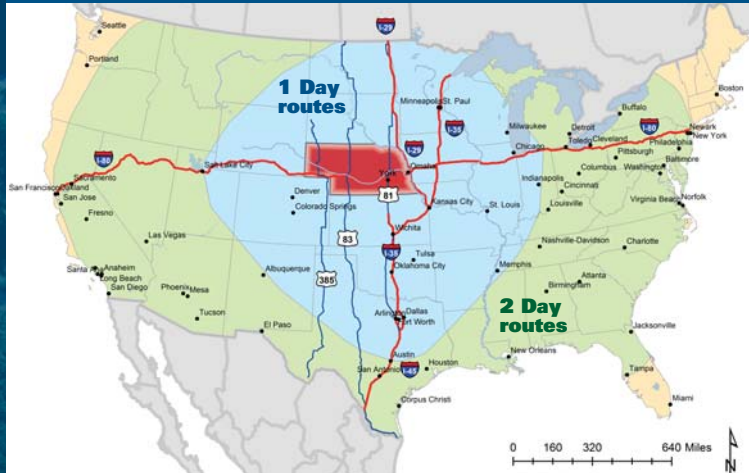 I-29
Seattle
Portland
1 Day
routes
Minneapolis St. Paul
I-35
Boston
Buffalo
Milwaukee
Detroit
I-80
Newark
New York
Toledo
Cleveland
Chicago
Philadelphia
Pittsburgh
I-29
Omaha
York
I-80
Salt Lake City
Baltimore
Columbus
Washington
Indianapolis
Cincinnati
Sacramento
San Francisco
Oakland
San Jose
Denver
81
Kansas City
St. Louis
Louisville
Virginia Beach
Norfolk
Colorado Springs
Fresno
83
Wichita
Las Vegas
Nashville-Davidson
Charlotte
Tulsa
Oklahoma City
Memphis
Santa Ana
Anaheim
Long Beach
San Diego
Albuquerque
385
Atlanta
Birmingham
Phoenix
Mesa
2 Day
routes
Arlington
Dallas
Fort Worth
Tucson
El Paso
Jacksonville
Austin
I-45
Houston
New Orleans
San Antonio
Tampa
Corpus Christi
Miami
0 160 320 640 Miles
N